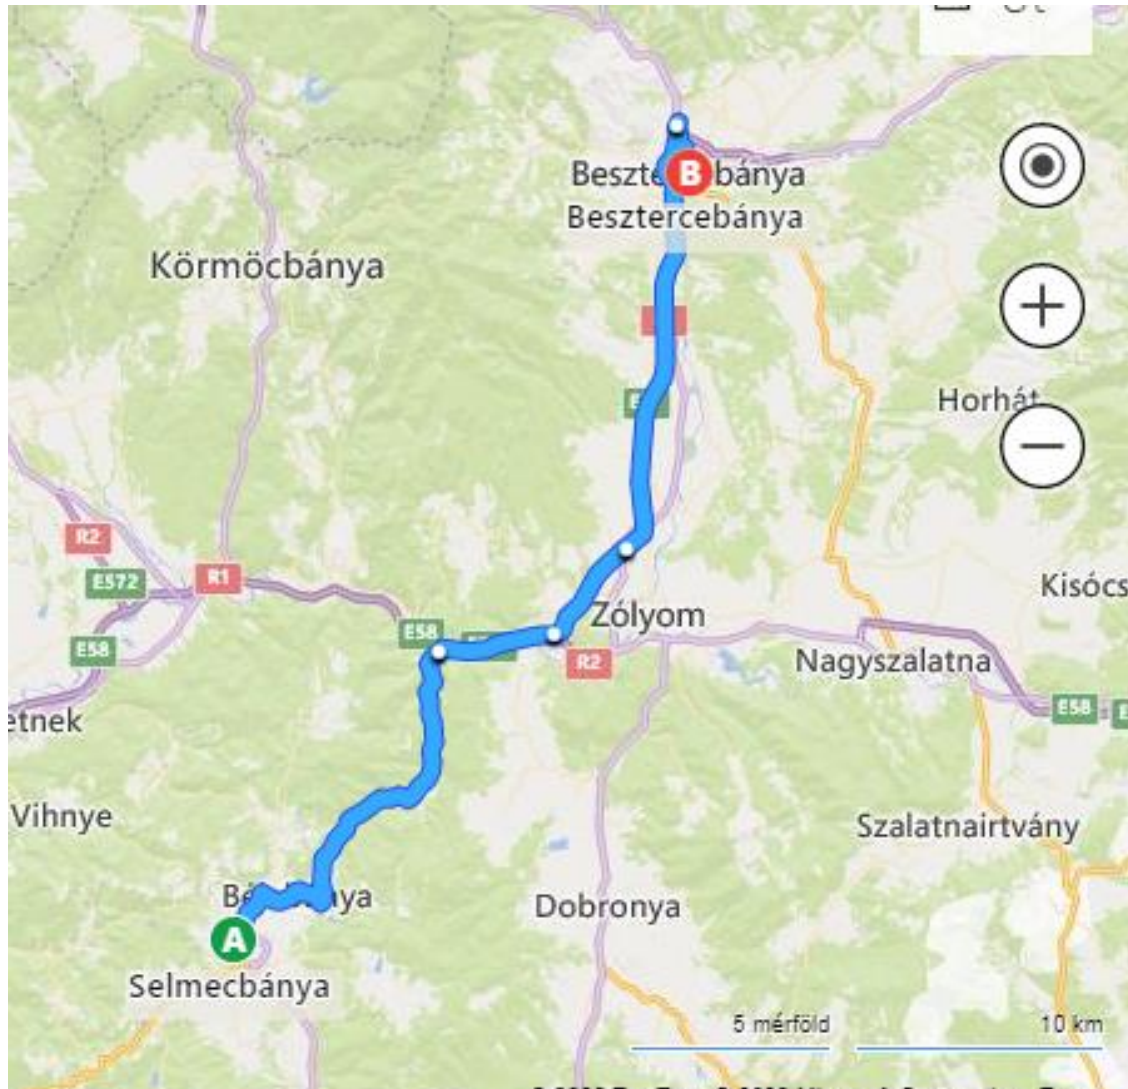 B
Besztercebánya
Körmöcbánya
Horhát
R2
E572
R1
Kisócs
E58
Zólyom
E58
R2
Nagyszalatna
etnek
E58
E
Vihnye
Szalatnairtvány
Dobronya
A
Selmecbánya
5 mérföld
10 km